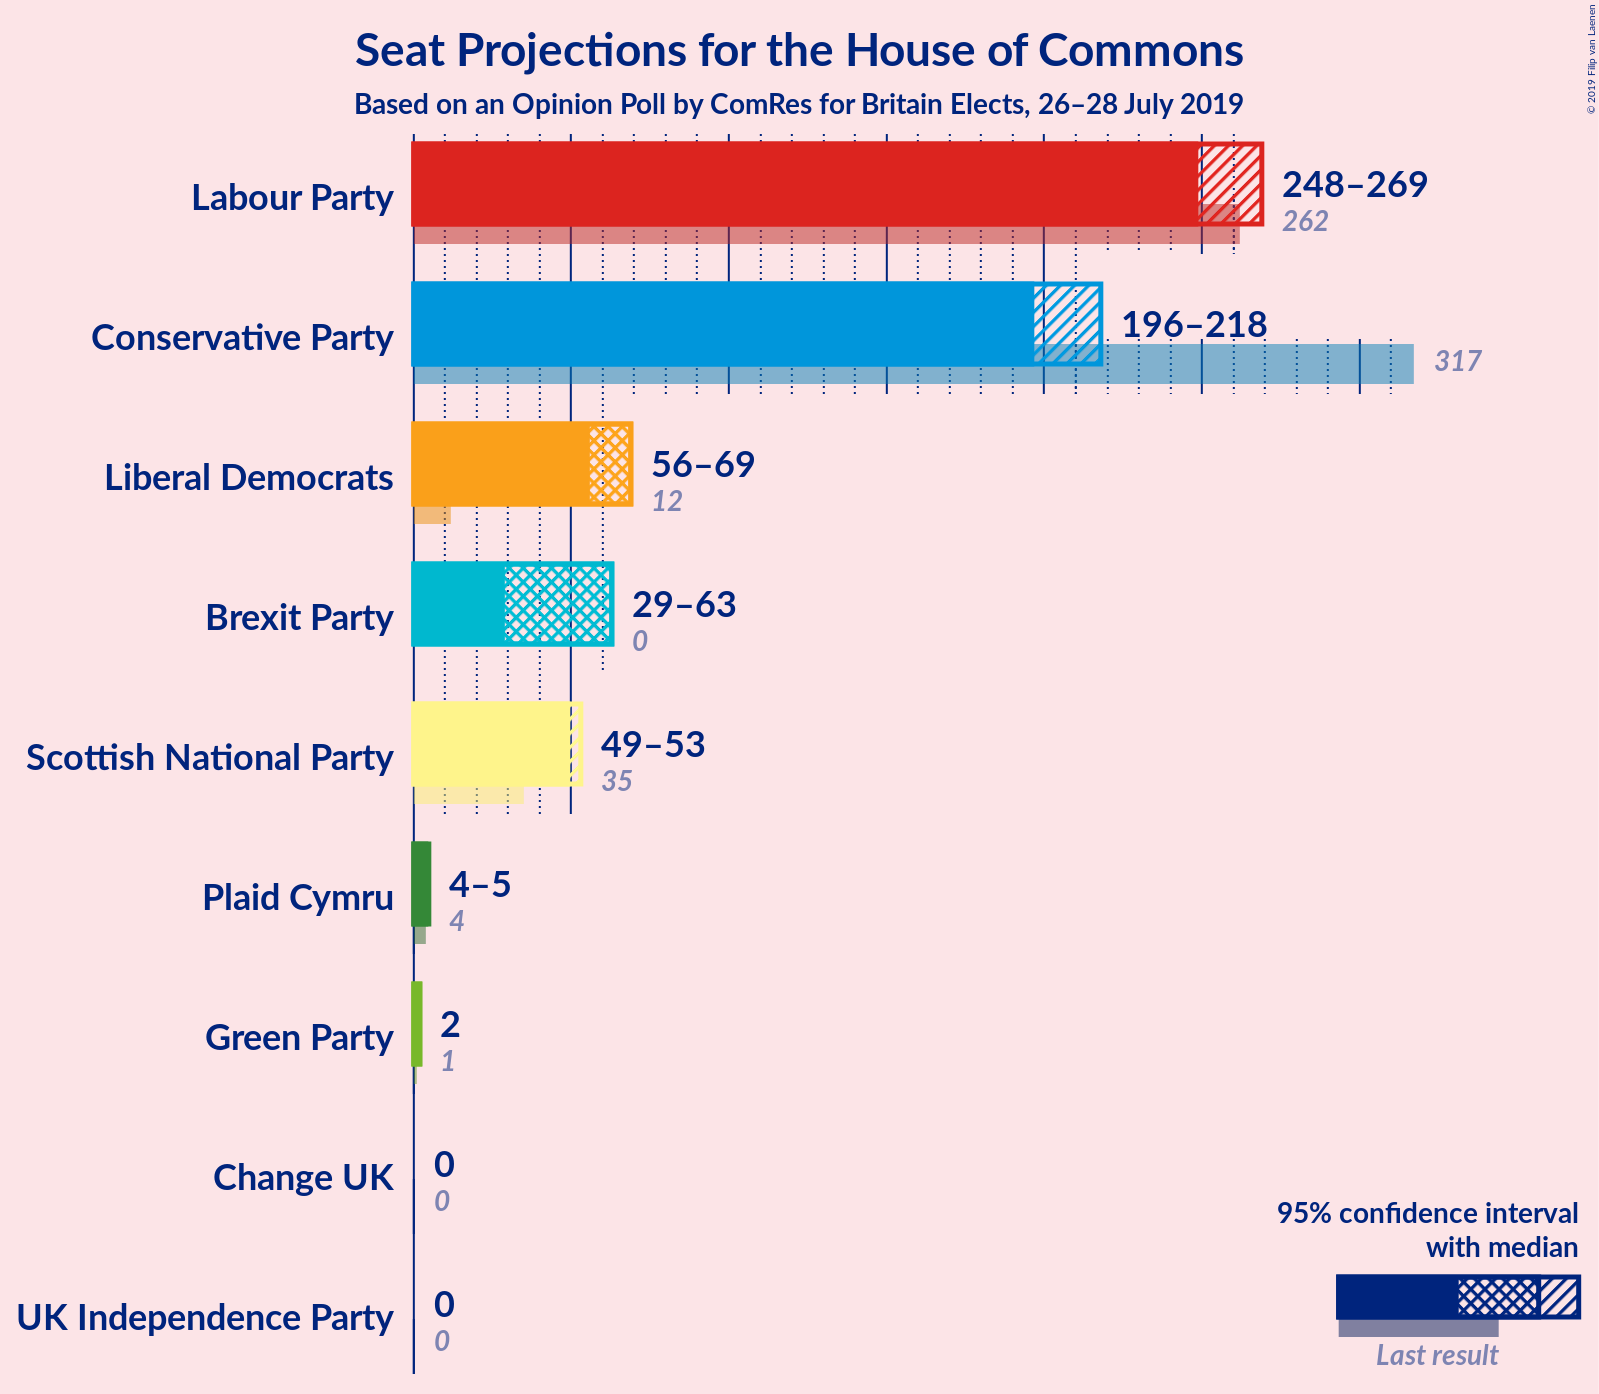 © 2019 Filip van Laenen
Seat Projections for the House of Commons
Based on an Opinion Poll by ComRes for Britain Elects, 26–28 July 2019
Labour Party
248–269
262
Conservative Party
196–218
317
Liberal Democrats
56–69
12
Brexit Party
29–63
0
Scottish National Party
49–53
35
Plaid Cymru
4–5
4
Green Party
2
1
Change UK
0
0
UK Independence Party
0
0
95% confidence interval
with median
Last result